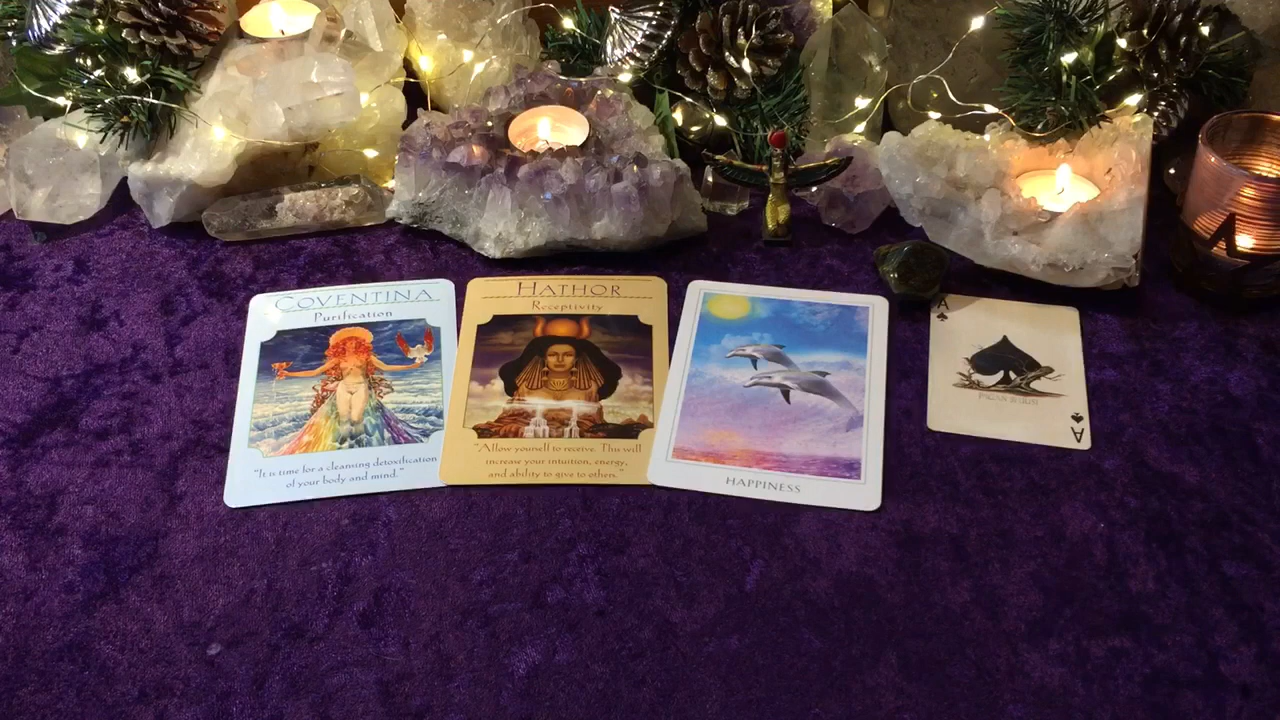 COVENTINA
Purification
"It is time for a cleansing detoxification
of your body and mind."
HATHOR
Receptivity
"Allow yourself to receive. This will
increase your intuition, energy,
and ability to give to others."
HAPPINESS
A
A